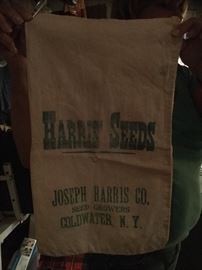 HARRIS SEEDS
JOSEPH HARRIS CO.
SEED GROWERS
COLDWATER, N. Y.